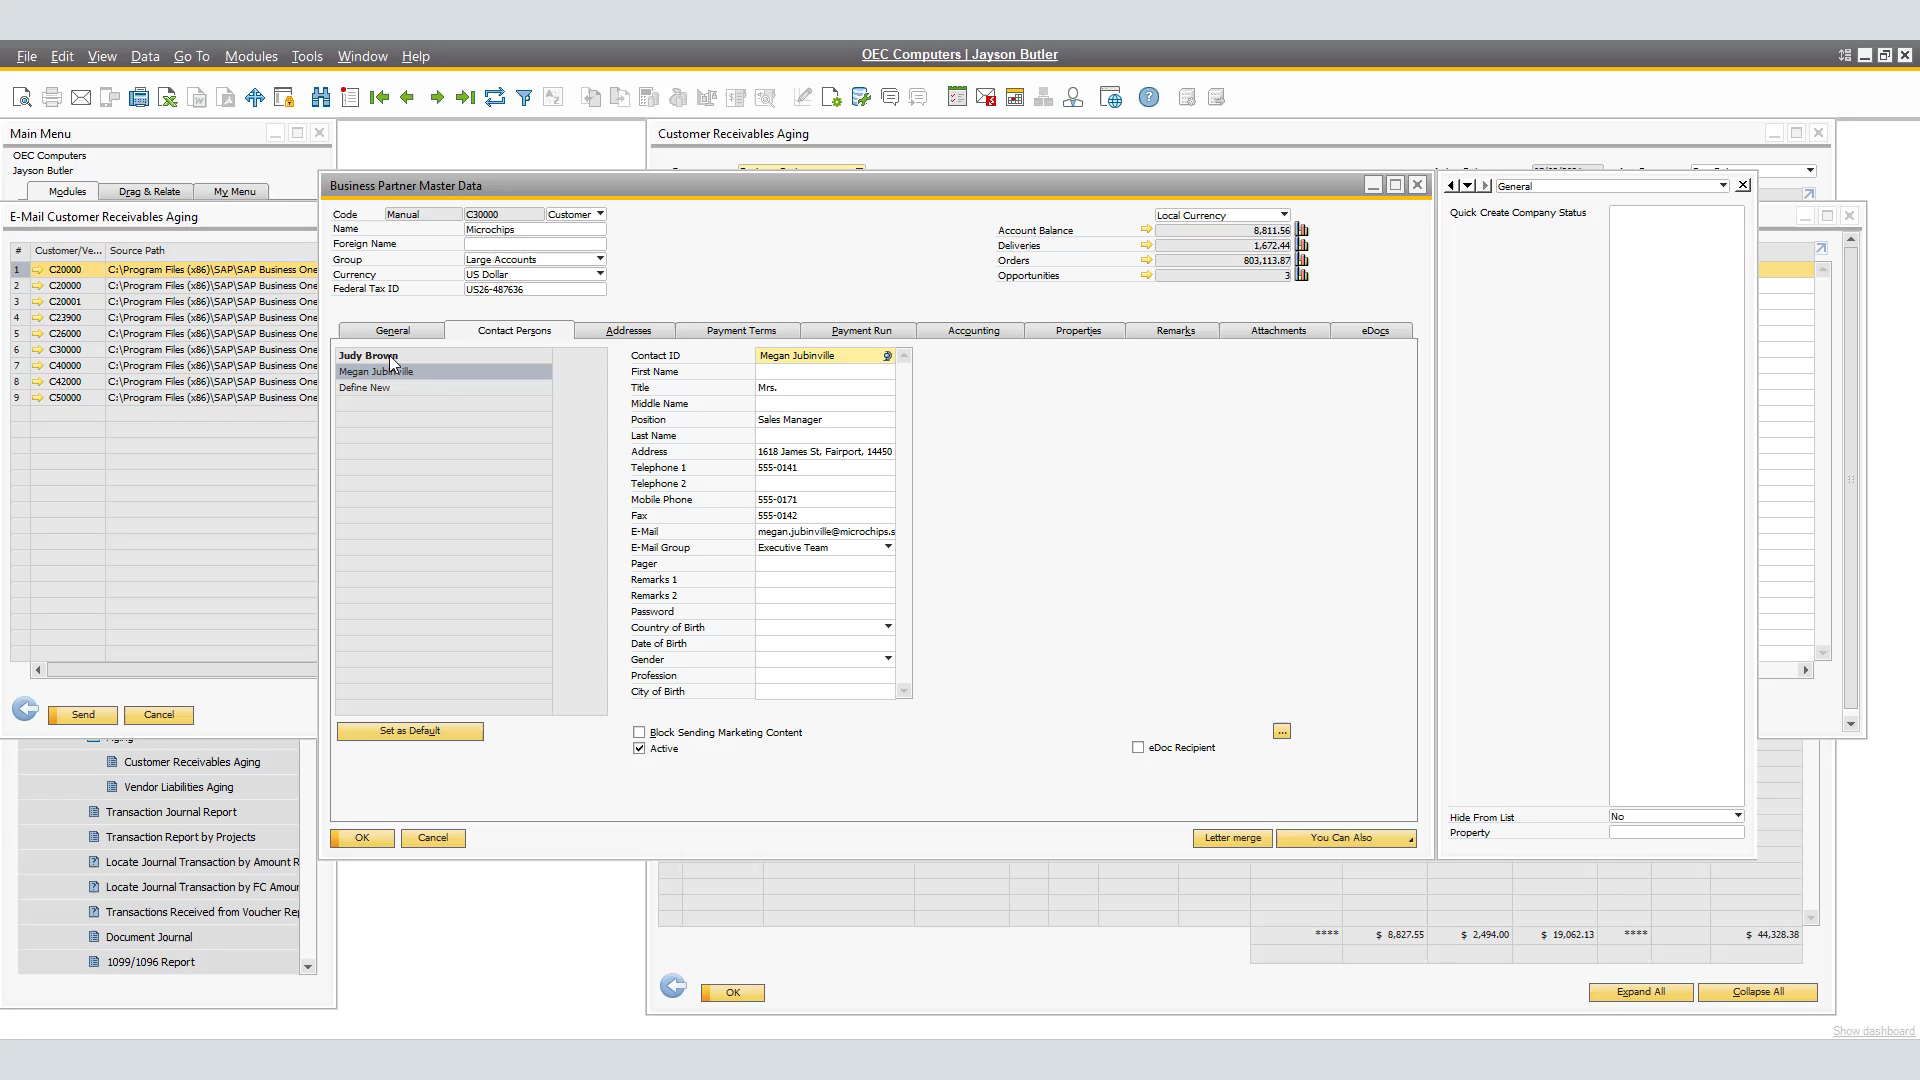 File Edit View Data Go To Modules Tools Window Help
OEC Computers | Jayson Butler
Main Menu
OEC Computers
Jayson Butler
Modules Drag & Relate My Menu
E-Mail Customer Receivables Aging
# Customer/Ve... Source Path
1 C20000 C:\Program Files (x86)\SAP\SAP Business One
2 C20000 C:\Program Files (x86)\SAP\SAP Business One
3 C20001 C:\Program Files (x86)\SAP\SAP Business One
4 C23900 C:\Program Files (x86)\SAP\SAP Business One
5 C26000 C:\Program Files (x86)\SAP\SAP Business One
6 C30000 C:\Program Files (x86)\SAP\SAP Business One
7 C40000 C:\Program Files (x86)\SAP\SAP Business One
8 C42000 C:\Program Files (x86)\SAP\SAP Business One
9 C50000 C:\Program Files (x86)\SAP\SAP Business One
Send Cancel
Aging
Customer Receivables Aging
Vendor Liabilities Aging
Transaction Journal Report
Transaction Report by Projects
Locate Journal Transaction by Amount R
Locate Journal Transaction by FC Amour
Transactions Received from Voucher Rep
Document Journal
1099/1096 Report
Customer Receivables Aging
Business Partner Master Data
Code Manual C30000 Customer
Name Microchips
Foreign Name
Group Large Accounts
Currency US Dollar
Federal Tax ID US26-487636
Local Currency
Account Balance 8,811.56
Deliveries 1,672.44
Orders 803,113.87
Opportunities 3
General Contact Persons Addresses Payment Terms Payment Run Accounting Properties Remarks Attachments eDocs
Judy Brown
Megan Jubinville
Define New
Contact ID Megan Jubinville
First Name
Title Mrs.
Middle Name
Position Sales Manager
Last Name
Address 1618 James St, Fairport, 14450
Telephone 1 555-0141
Telephone 2
Mobile Phone 555-0171
Fax 555-0142
E-Mail megan.jubinville@microchips.s
E-Mail Group Executive Team
Pager
Remarks 1
Remarks 2
Password
Country of Birth
Date of Birth
Gender
Profession
City of Birth
Set as Default
Block Sending Marketing Content
Active
eDoc Recipient
...
OK Cancel Letter merge You Can Also
General
Quick Create Company Status
Hide From List No
Property
**** $ 8,827.55 $ 2,494.00 $ 19,062.13 **** $ 44,328.38
OK Expand All Collapse All
Show dashboard